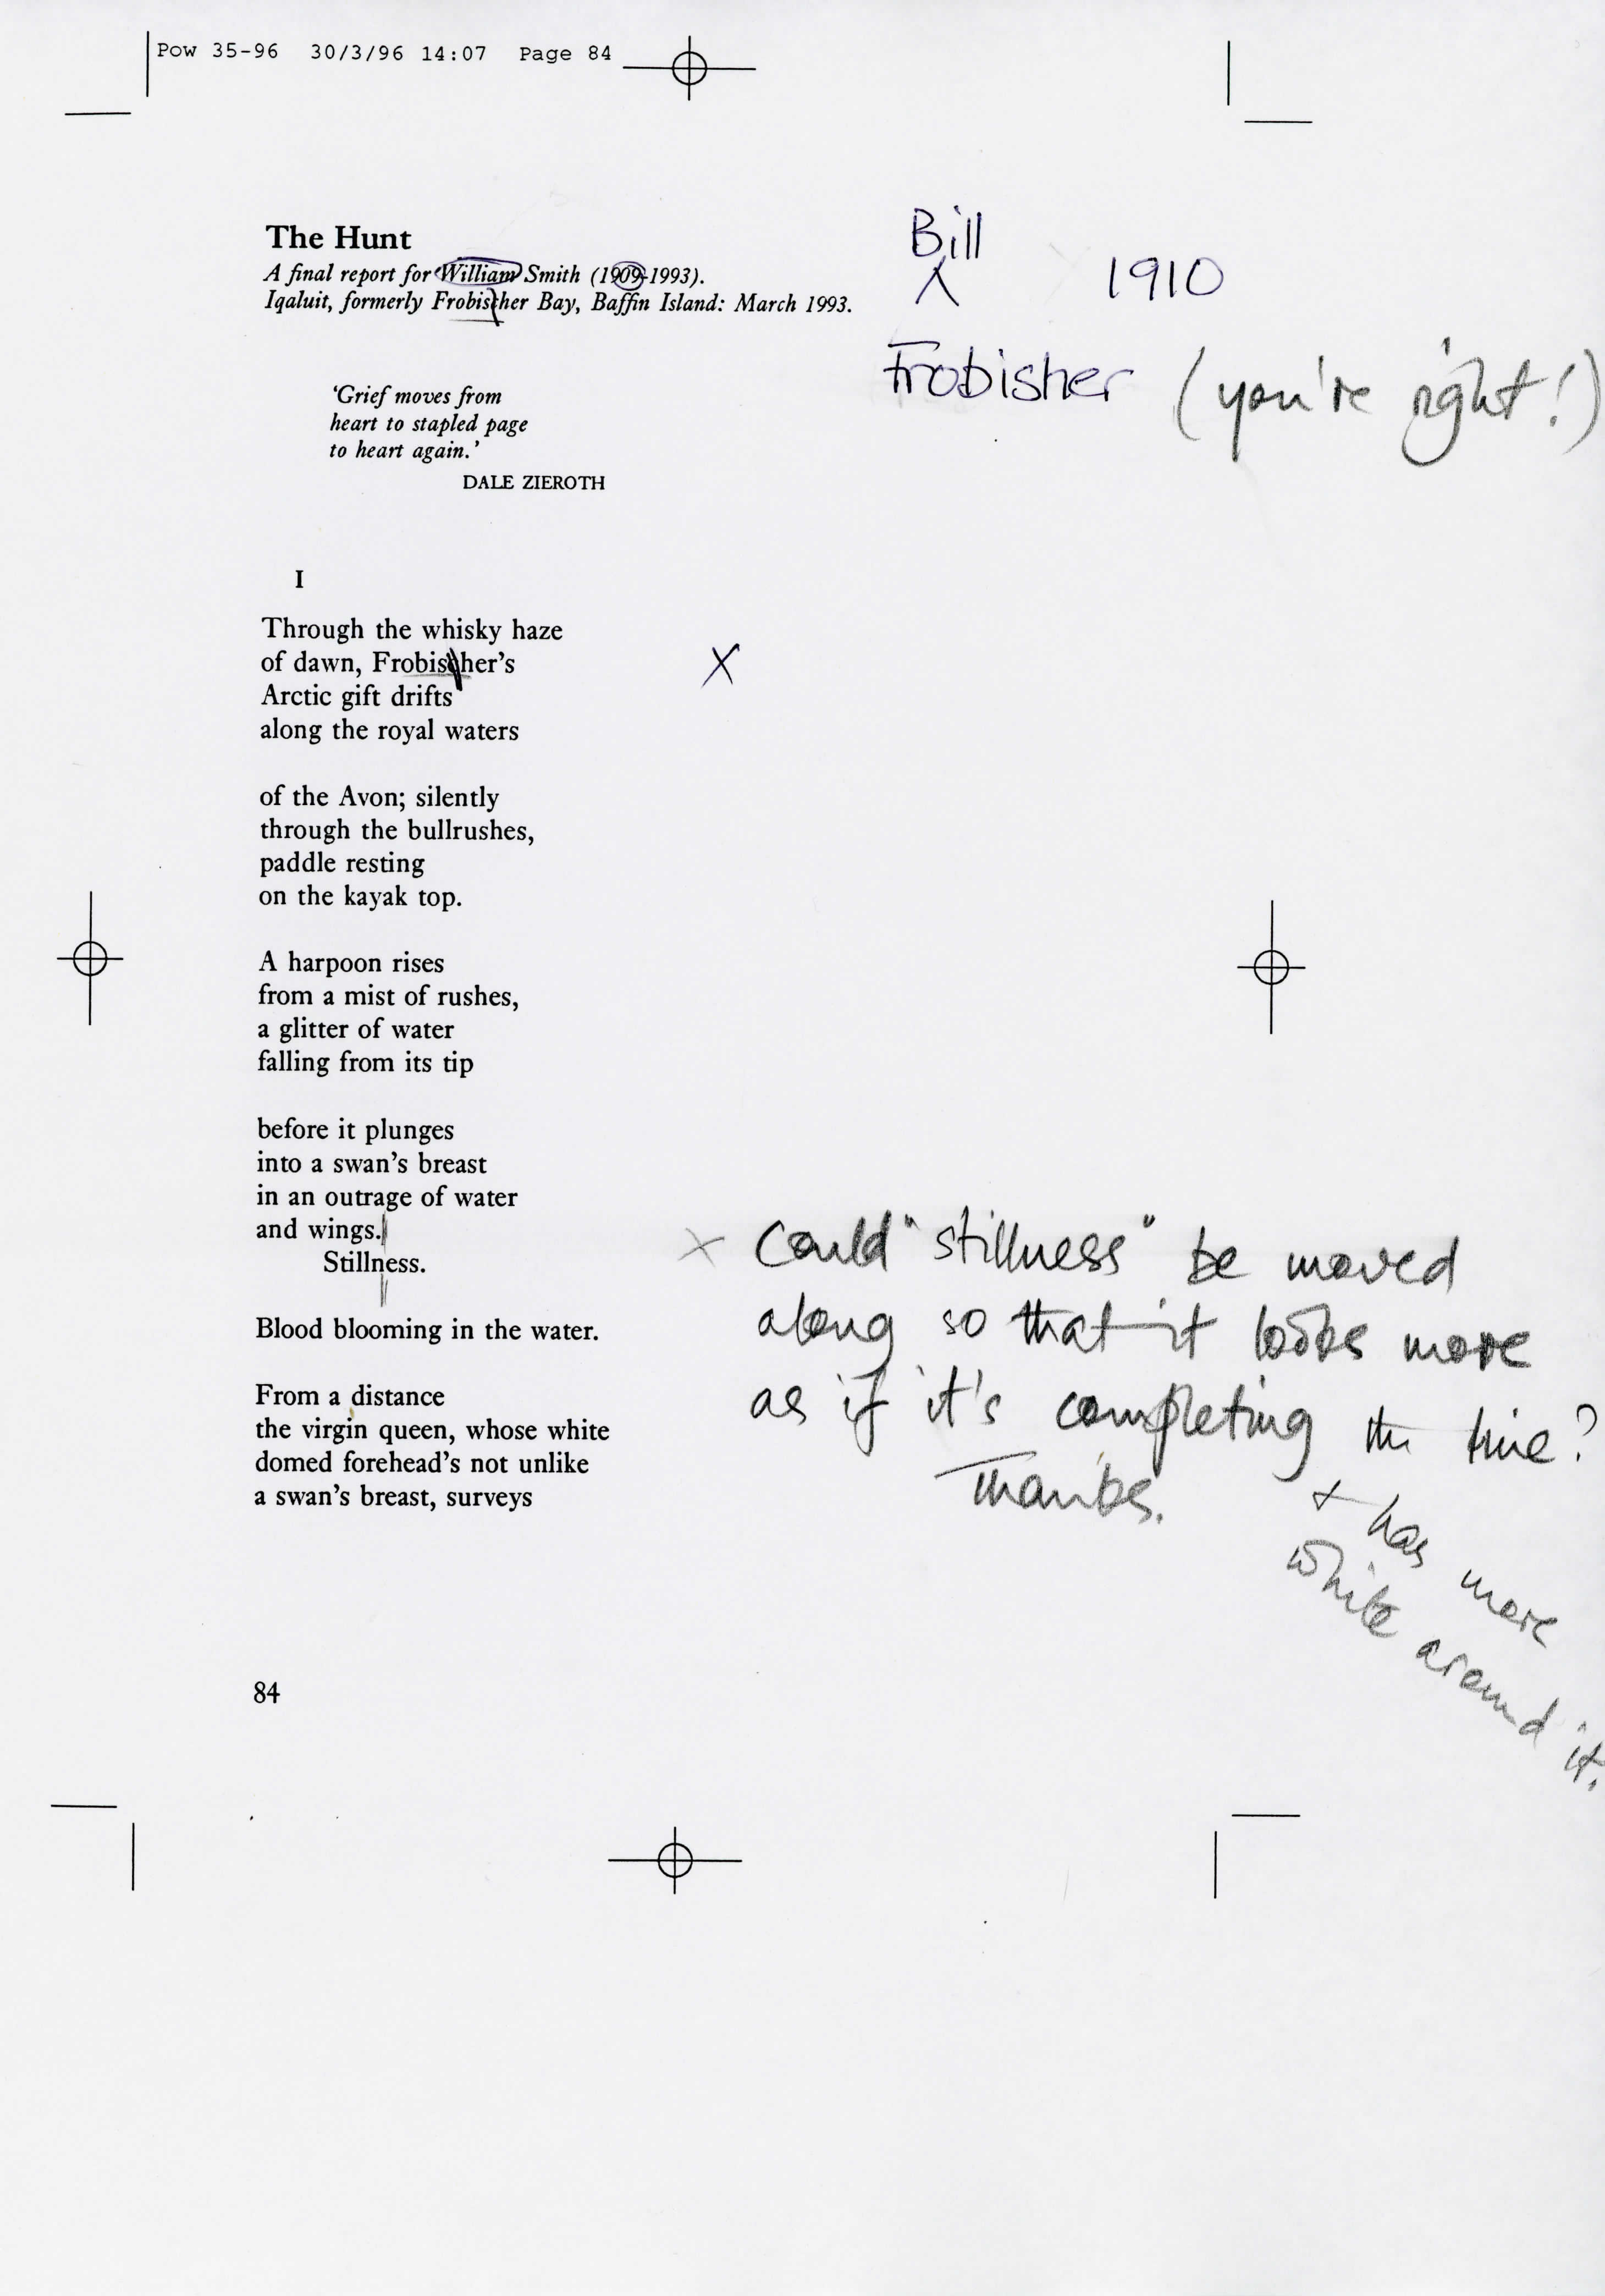 Pow 35-96 30/3/96 14:07 Page 84
The Hunt
A final report for William Smith (1909-1993).
Iqaluit, formerly Frobischer Bay, Baffin Island: March 1993.
Bill
1910
Frobisher (you're right!)
'Grief moves from
heart to stapled page
to heart again.'
DALE ZIEROTH
I
Through the whisky haze
of dawn, Frobischer's
X
Arctic gift drifts
along the royal waters
of the Avon; silently
through the bullrushes,
paddle resting
on the kayak top.
A harpoon rises
from a mist of rushes,
a glitter of water
falling from its tip
before it plunges
into a swan's breast
in an outrage of water
and wings.
Stillness.
Blood blooming in the water.
From a distance
the virgin queen, whose white
domed forehead's not unlike
a swan's breast, surveys
x Could "stillness" be moved
along so that it looks more
as if it's completing the line?
Thanks.
+ has more
white around it.
84